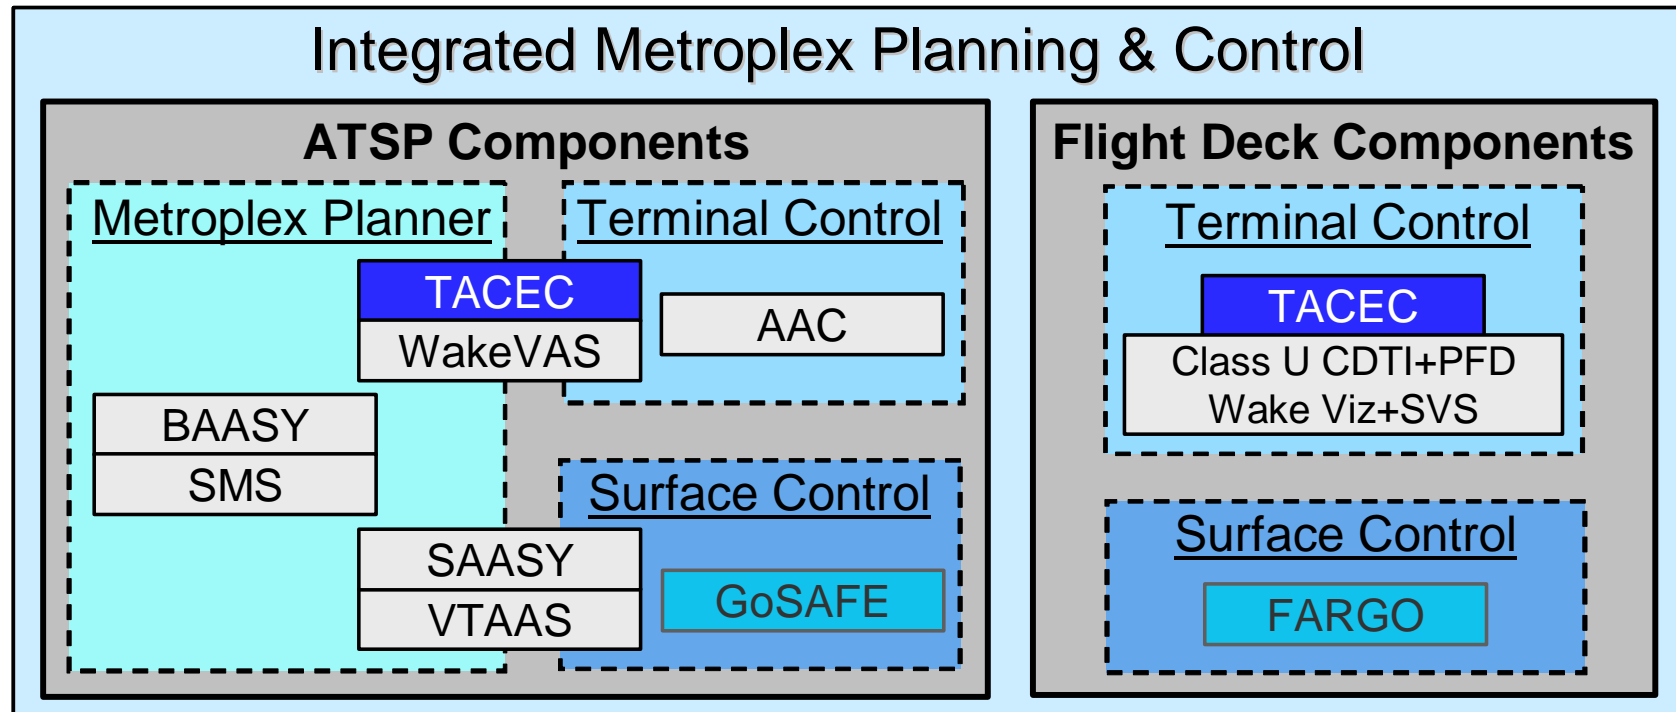 Integrated Metroplex Planning & Control
ATSP Components
Metroplex Planner
Terminal Control
TACEC
WakeVAS
AAC
BAASY
SMS
Surface Control
SAASY
VTAAS
GoSAFE
Flight Deck Components
Terminal Control
TACEC
Class U CDTI+PFD
Wake Viz+SVS
Surface Control
FARGO